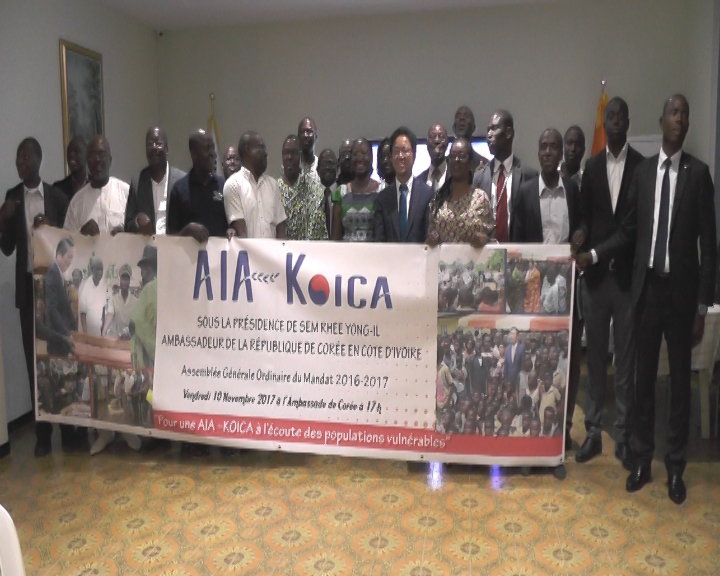 AIA KOICA
SOUS LA PRÉSIDENCE DE SEM RHEE YONG-IL
AMBASSADEUR DE LA RÉPUBLIQUE DE CORÉE EN COTE D'IVOIRE
Assemblée Générale Ordinaire du Mandat 2016-2017
Vendredi 10 Novembre 2017 à l'Ambassade de Corée à 17h
"Pour une AIA - KOICA à l'écoute des populations vulnérables"